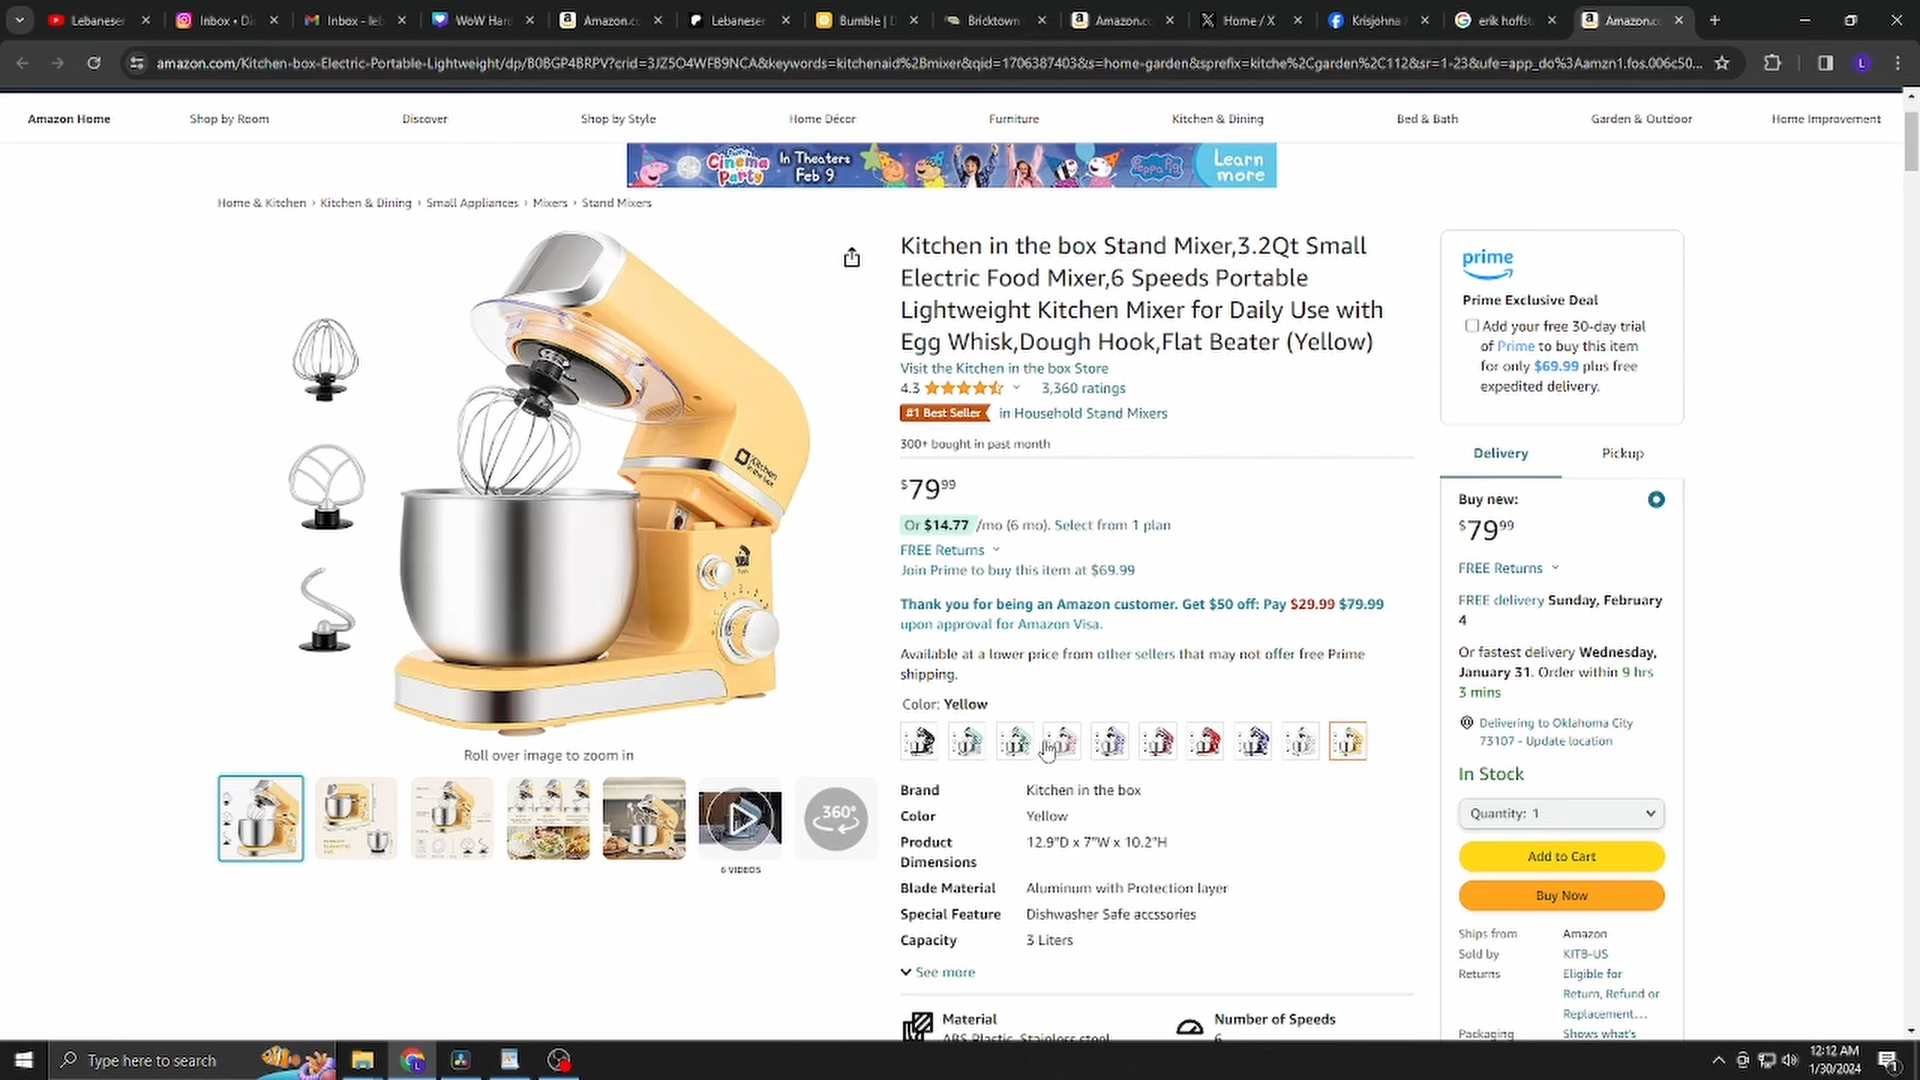 Lebaneser
Inbox • Di
Inbox - leb
WoW Har
Amazon.c
Lebaneser
Bumble | D
Bricktown
Amazon.c
Home / X
Krisjohna
erik hoffst
Amazon.c
amazon.com/Kitchen-box-Electric-Portable-Lightweight/dp/B0BGP4BRPV?crid=3JZ5O4WFB9NCA&keywords=kitchenaid%2Bmixer&qid=1706387403&s=home-garden&sprefix=kitche%2Cgarden%2C112&sr=1-23&ufe=app_do%3Aamzn1.fos.006c50...
L
Amazon Home
Shop by Room
Discover
Shop by Style
Home Décor
Furniture
Kitchen & Dining
Bed & Bath
Garden & Outdoor
Home Improvement
Cinema
Party
In Theaters
Feb 9
Peppa Pig
Learn
more
Home & Kitchen › Kitchen & Dining › Small Appliances › Mixers › Stand Mixers
Kitchen in the box Stand Mixer,3.2Qt Small
Electric Food Mixer,6 Speeds Portable
Lightweight Kitchen Mixer for Daily Use with
Egg Whisk,Dough Hook,Flat Beater (Yellow)
Visit the Kitchen in the box Store
4.3 3,360 ratings
#1 Best Seller in Household Stand Mixers
300+ bought in past month
$79 99
Or $14.77 /mo (6 mo). Select from 1 plan
FREE Returns
Join Prime to buy this item at $69.99
Thank you for being an Amazon customer. Get $50 off: Pay $29.99 $79.99
upon approval for Amazon Visa.
Available at a lower price from other sellers that may not offer free Prime
shipping.
Color: Yellow
Brand Kitchen in the box
Color Yellow
Product 12.9"D x 7"W x 10.2"H
Dimensions
Blade Material Aluminum with Protection layer
Special Feature Dishwasher Safe accssories
Capacity 3 Liters
See more
Material
ABS Plastic, Stainless steel
Number of Speeds
6
Kitchen
in the box
Roll over image to zoom in
360°
6 VIDEOS
prime
Prime Exclusive Deal
Add your free 30-day trial
of Prime to buy this item
for only $69.99 plus free
expedited delivery.
Delivery
Pickup
Buy new:
$79 99
FREE Returns
FREE delivery Sunday, February
4
Or fastest delivery Wednesday,
January 31. Order within 9 hrs
3 mins
Delivering to Oklahoma City
73107 - Update location
In Stock
Quantity: 1
Add to Cart
Buy Now
Ships from Amazon
Sold by KITB-US
Returns Eligible for
Return, Refund or
Replacement...
Packaging Shows what's
Type here to search
12:12 AM
1/30/2024
1